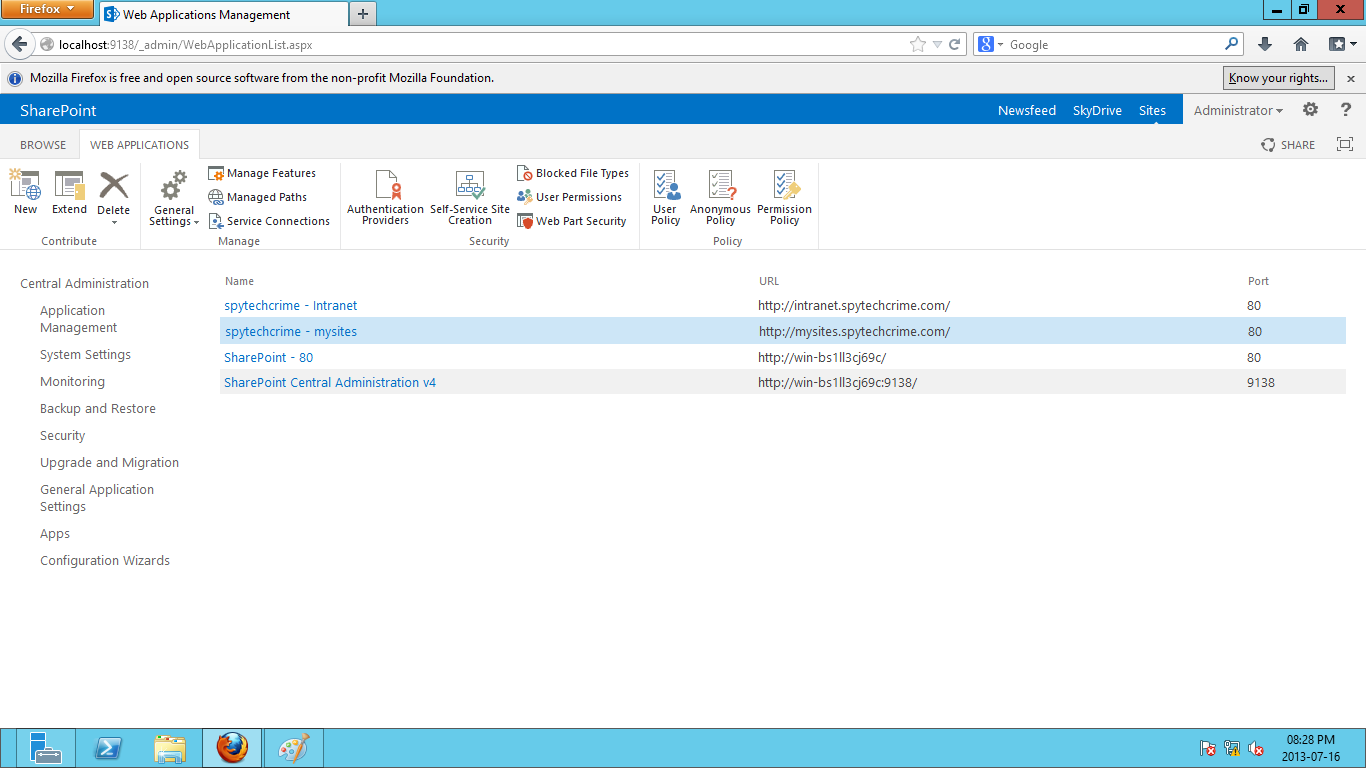 Firefox
Web Applications Management
localhost:9138/_admin/WebApplicationList.aspx
Google
Mozilla Firefox is free and open source software from the non-profit Mozilla Foundation.
Know your rights...
SharePoint
Newsfeed
SkyDrive
Sites
Administrator
BROWSE
WEB APPLICATIONS
SHARE
New
Extend
Delete
Contribute
General
Settings
Manage Features
Managed Paths
Service Connections
Manage
Authentication
Providers
Self-Service Site
Creation
Blocked File Types
User Permissions
Web Part Security
Security
User
Policy
Anonymous
Policy
Permission
Policy
Policy
Central Administration
Application
Management
System Settings
Monitoring
Backup and Restore
Security
Upgrade and Migration
General Application
Settings
Apps
Configuration Wizards
Name URL Port
spytechcrime - Intranet http://intranet.spytechcrime.com/ 80
spytechcrime - mysites http://mysites.spytechcrime.com/ 80
SharePoint - 80 http://win-bs1ll3cj69c/ 80
SharePoint Central Administration v4 http://win-bs1ll3cj69c:9138/ 9138
08:28 PM
2013-07-16